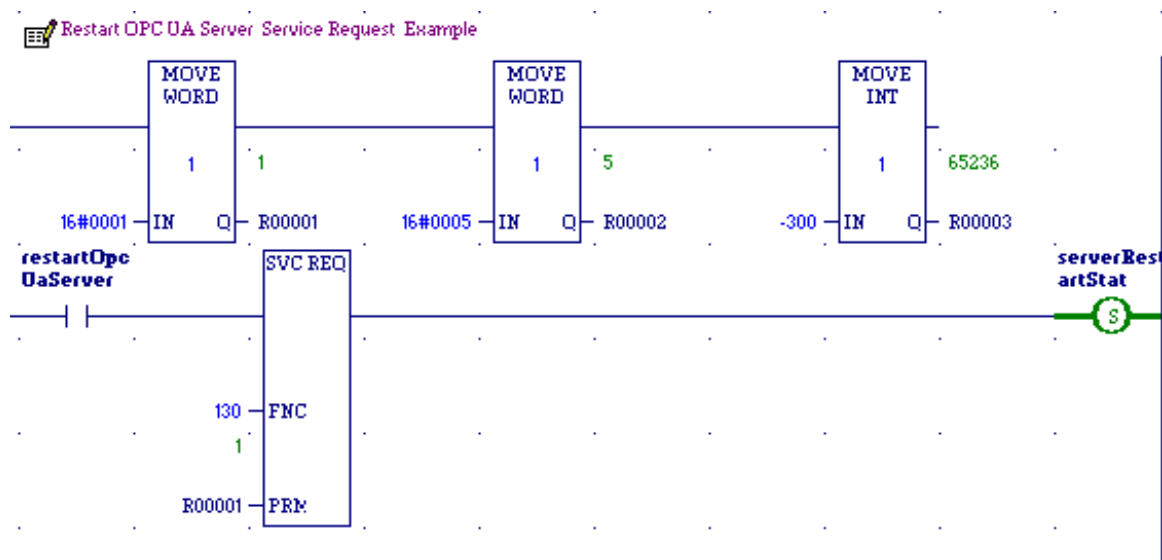 Restart OPC UA Server Service Request Example
MOVE WORD
MOVE WORD
MOVE INT
1
1
1
5
1
65236
16#0001 IN Q R00001
16#0005 IN Q R00002
-300 IN Q R00003
restartOpc
UaServer
SVC REQ
serverRest
artStat
S
130 FNC
1
R00001 PRM